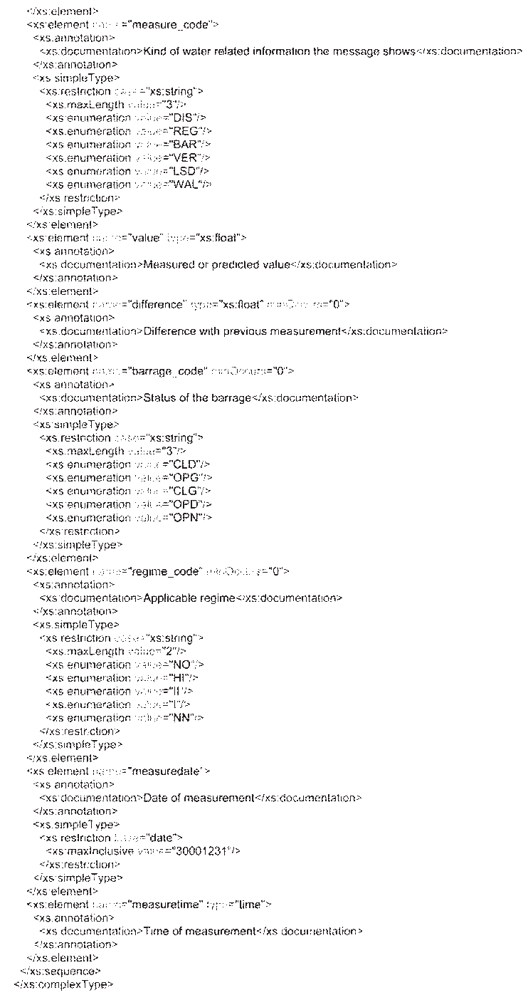 </xs:element>
<xs:element name="measure_code">
<xs:annotation>
<xs:documentation>Kind of water related information the message shows</xs:documentation>
</xs:annotation>
<xs:simpleType>
<xs:restriction base="xs:string">
<xs:maxLength value="3"/>
<xs:enumeration value="DIS"/>
<xs:enumeration value="REG"/>
<xs:enumeration value="BAR"/>
<xs:enumeration value="VER"/>
<xs:enumeration value="LSD"/>
<xs:enumeration value="WAL"/>
</xs:restriction>
</xs:simpleType>
</xs:element>
<xs:element name="value" type="xs:float">
<xs:annotation>
<xs:documentation>Measured or predicted value</xs:documentation>
</xs:annotation>
</xs:element>
<xs:element name="difference" type="xs:float" minOccurs="0">
<xs:annotation>
<xs:documentation>Difference with previous measurement</xs:documentation>
</xs:annotation>
</xs:element>
<xs:element name="barrage_code" minOccurs="0">
<xs:annotation>
<xs:documentation>Status of the barrage</xs:documentation>
</xs:annotation>
<xs:simpleType>
<xs:restriction base="xs:string">
<xs:maxLength value="3"/>
<xs:enumeration value="CLD"/>
<xs:enumeration value="OPG"/>
<xs:enumeration value="CLG"/>
<xs:enumeration value="OPD"/>
<xs:enumeration value="OPN"/>
</xs:restriction>
</xs:simpleType>
</xs:element>
<xs:element name="regime_code" minOccurs="0">
<xs:annotation>
<xs:documentation>Applicable regime</xs:documentation>
</xs:annotation>
<xs:simpleType>
<xs:restriction base="xs:string">
<xs:maxLength value="2"/>
<xs:enumeration value="NO"/>
<xs:enumeration value="HI"/>
<xs:enumeration value="II"/>
<xs:enumeration value="I"/>
<xs:enumeration value="NN"/>
</xs:restriction>
</xs:simpleType>
</xs:element>
<xs:element name="measuredate">
<xs:annotation>
<xs:documentation>Date of measurement</xs:documentation>
</xs:annotation>
<xs:simpleType>
<xs:restriction base="date">
<xs:maxInclusive value="30001231"/>
</xs:restriction>
</xs:simpleType>
</xs:element>
<xs:element name="measuretime" type="time">
<xs:annotation>
<xs:documentation>Time of measurement</xs:documentation>
</xs:annotation>
</xs:element>
</xs:sequence>
</xs:complexType>